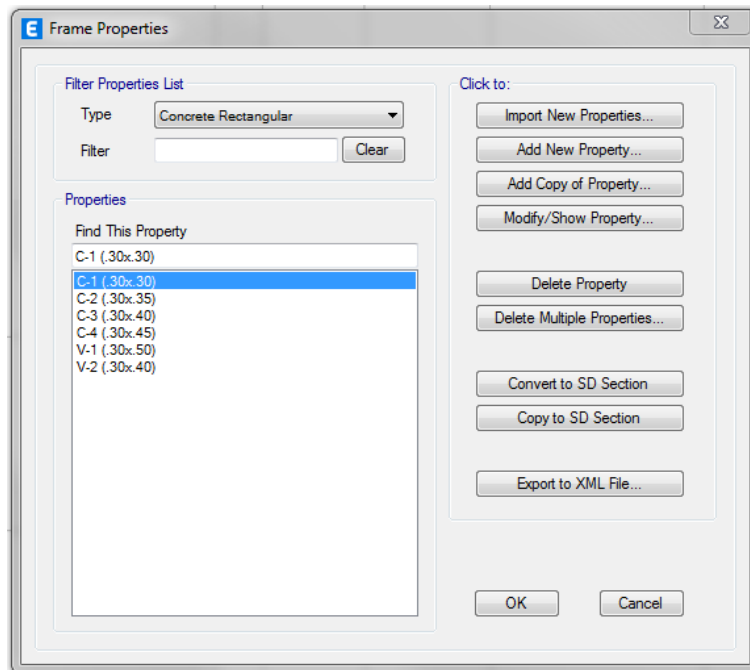 E Frame Properties
Filter Properties List
Type Concrete Rectangular
Filter Clear
Properties
Find This Property
C-1 (.30x.30)
C-1 (.30x.30)
C-2 (.30x.35)
C-3 (.30x.40)
C-4 (.30x.45)
V-1 (.30x.50)
V-2 (.30x.40)
Click to:
Import New Properties...
Add New Property...
Add Copy of Property...
Modify/Show Property...
Delete Property
Delete Multiple Properties...
Convert to SD Section
Copy to SD Section
Export to XML File...
OK Cancel